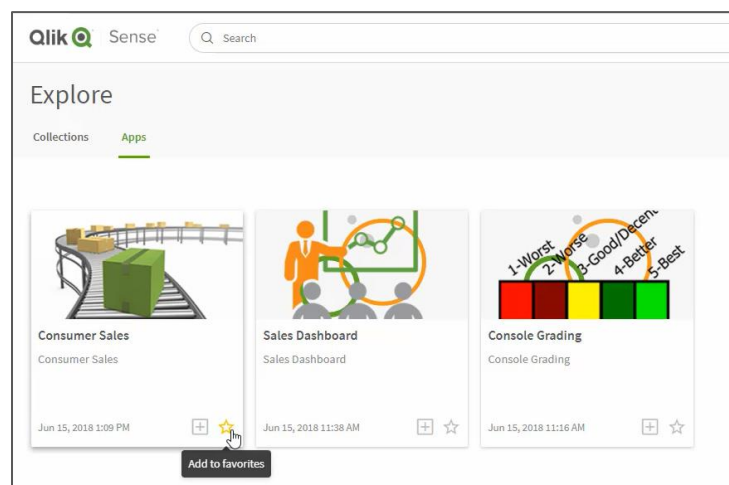 Qlik Sense
Search
Explore
Collections Apps
1-Worst
2-Worse
3-Good/Decent
4-Better
5-Best
Consumer Sales
Consumer Sales
Jun 15, 2018 1:09 PM
Add to favorites
Sales Dashboard
Sales Dashboard
Jun 15, 2018 11:38 AM
Console Grading
Console Grading
Jun 15, 2018 11:16 AM